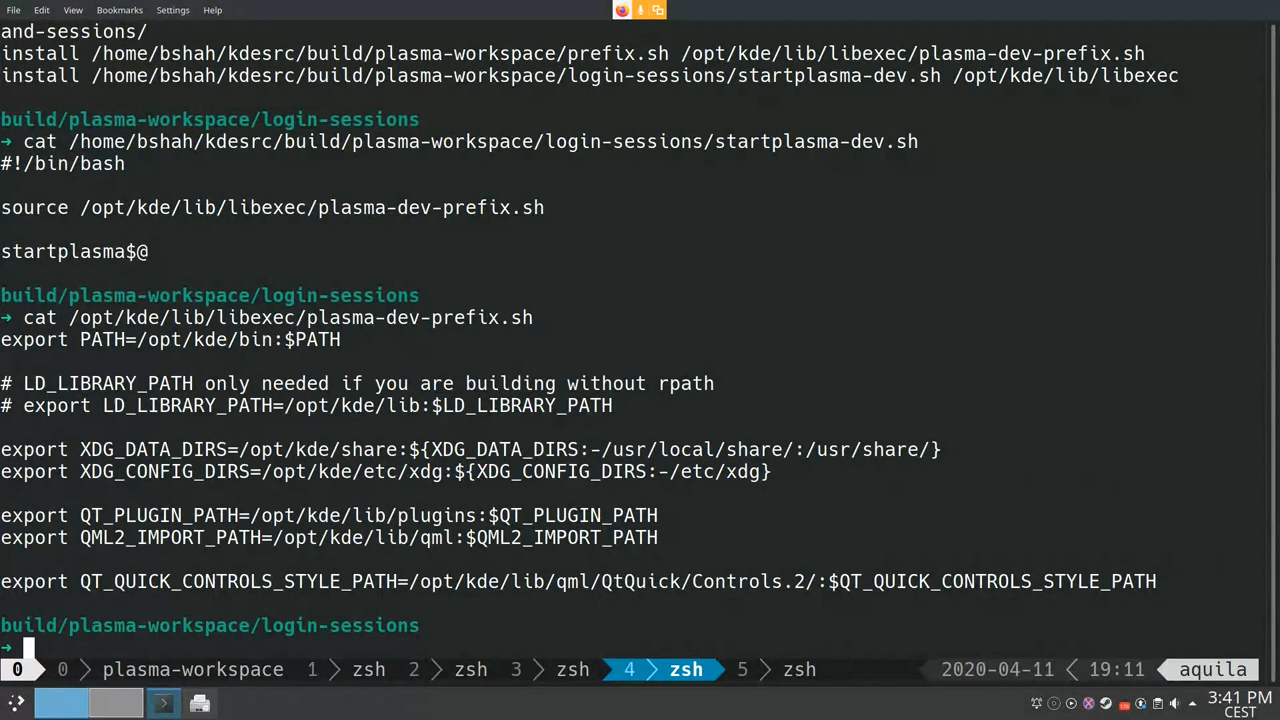 File Edit View Bookmarks Settings Help
and-sessions/
install /home/bshah/kdesrc/build/plasma-workspace/prefix.sh /opt/kde/lib/libexec/plasma-dev-prefix.sh
install /home/bshah/kdesrc/build/plasma-workspace/login-sessions/startplasma-dev.sh /opt/kde/lib/libexec
build/plasma-workspace/login-sessions
➜ cat /home/bshah/kdesrc/build/plasma-workspace/login-sessions/startplasma-dev.sh
#!/bin/bash
source /opt/kde/lib/libexec/plasma-dev-prefix.sh
startplasma$@
build/plasma-workspace/login-sessions
➜ cat /opt/kde/lib/libexec/plasma-dev-prefix.sh
export PATH=/opt/kde/bin:$PATH
# LD_LIBRARY_PATH only needed if you are building without rpath
# export LD_LIBRARY_PATH=/opt/kde/lib:$LD_LIBRARY_PATH
export XDG_DATA_DIRS=/opt/kde/share:${XDG_DATA_DIRS:-/usr/local/share/:/usr/share/}
export XDG_CONFIG_DIRS=/opt/kde/etc/xdg:${XDG_CONFIG_DIRS:-/etc/xdg}
export QT_PLUGIN_PATH=/opt/kde/lib/plugins:$QT_PLUGIN_PATH
export QML2_IMPORT_PATH=/opt/kde/lib/qml:$QML2_IMPORT_PATH
export QT_QUICK_CONTROLS_STYLE_PATH=/opt/kde/lib/qml/QtQuick/Controls.2/:$QT_QUICK_CONTROLS_STYLE_PATH
build/plasma-workspace/login-sessions
➜
0 0 plasma-workspace 1 zsh 2 zsh 3 zsh 4 zsh 5 zsh 2020-04-11 19:11 aquila
3:41 PM
CEST